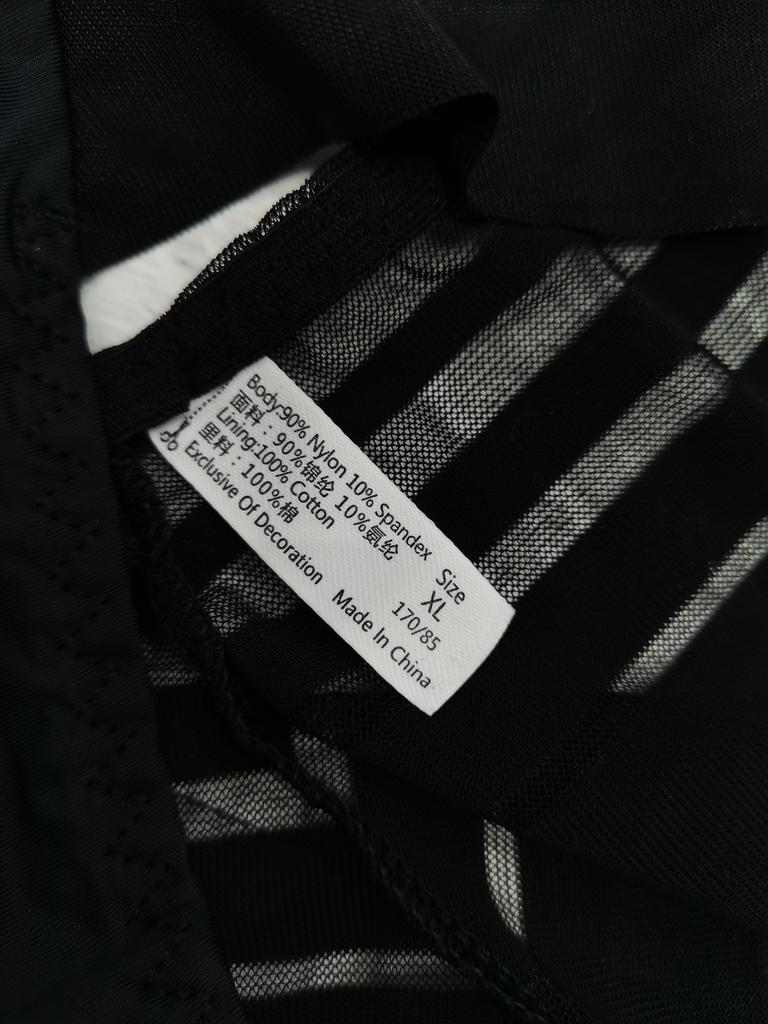 Body:90% Nylon 10% Spandex
面料：90%锦纶 10%氨纶
Lining:100% Cotton
里料：100%棉
Exclusive Of Decoration
Size
XL
170/85
Made In China